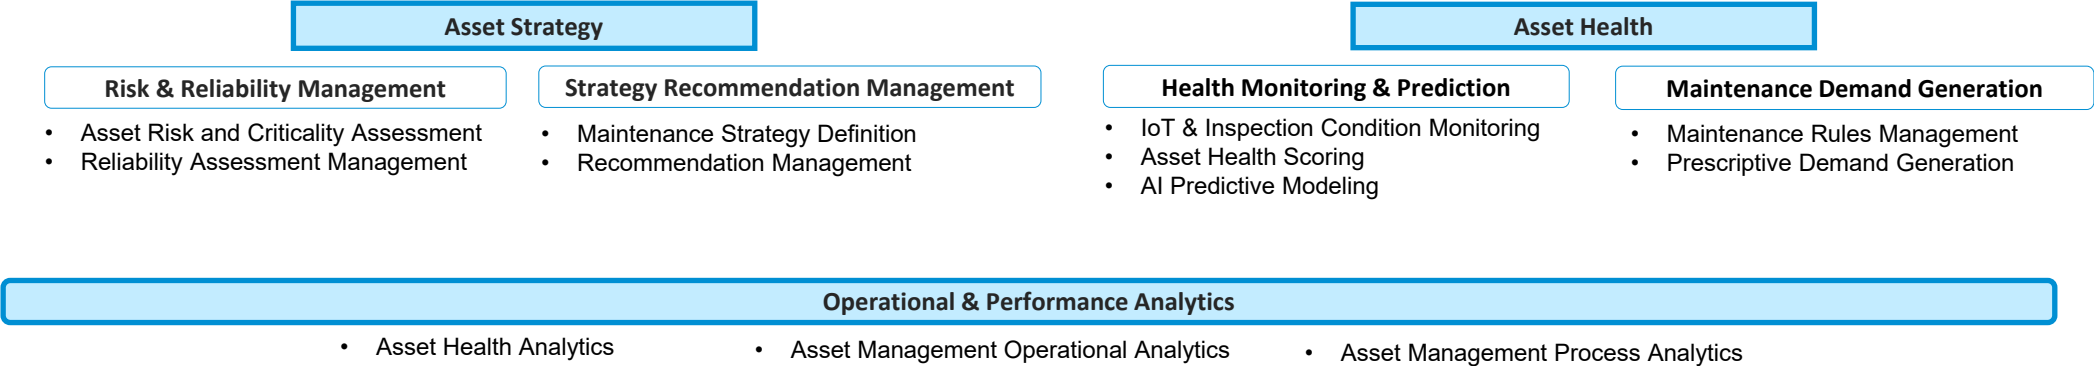 Asset Strategy
Asset Health
Risk & Reliability Management
• Asset Risk and Criticality Assessment
• Reliability Assessment Management
Strategy Recommendation Management
• Maintenance Strategy Definition
• Recommendation Management
Health Monitoring & Prediction
• IoT & Inspection Condition Monitoring
• Asset Health Scoring
• AI Predictive Modeling
Maintenance Demand Generation
• Maintenance Rules Management
• Prescriptive Demand Generation
Operational & Performance Analytics
• Asset Health Analytics
• Asset Management Operational Analytics
• Asset Management Process Analytics